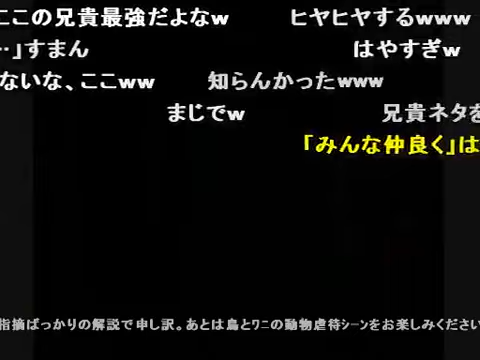 ここの兄貴最強だよなw ヒヤヒヤするwww
…」すまん はやすぎw
ないな、ここww 知らんかったwww
まじでw 兄貴ネタを
「みんな仲良く」は
指摘ばっかりの解説で申し訳。あとは鳥とワニの動物虐待シーンをお楽しみください